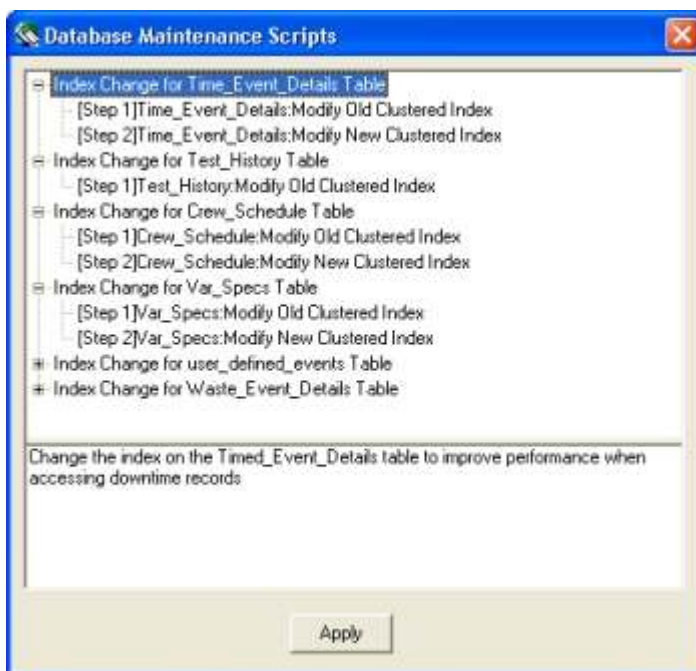 Database Maintenance Scripts
Index Change for Time_Event_Details Table
[Step 1]Time_Event_Details:Modify Old Clustered Index
[Step 2]Time_Event_Details:Modify New Clustered Index
Index Change for Test_History Table
[Step 1]Test_History:Modify Old Clustered Index
Index Change for Crew_Schedule Table
[Step 1]Crew_Schedule:Modify Old Clustered Index
[Step 2]Crew_Schedule:Modify New Clustered Index
Index Change for Var_Specs Table
[Step 1]Var_Specs:Modify Old Clustered Index
[Step 2]Var_Specs:Modify New Clustered Index
Index Change for user_defined_events Table
Index Change for Waste_Event_Details Table
Change the index on the Timed_Event_Details table to improve performance when
accessing downtime records
Apply